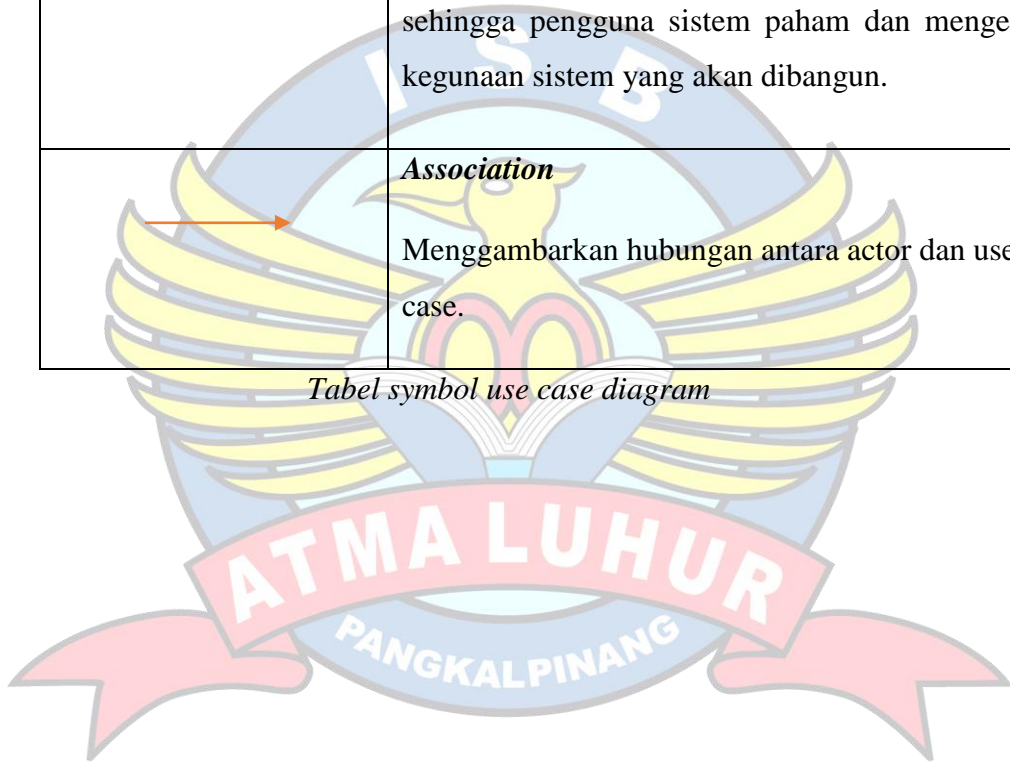 sehingga pengguna sistem paham dan menge
kegunaan sistem yang akan dibangun.
Association
Menggambarkan hubungan antara actor dan use
case.
Tabel symbol use case diagram
I S B
ATMA LUHUR
PANGKALPINANG